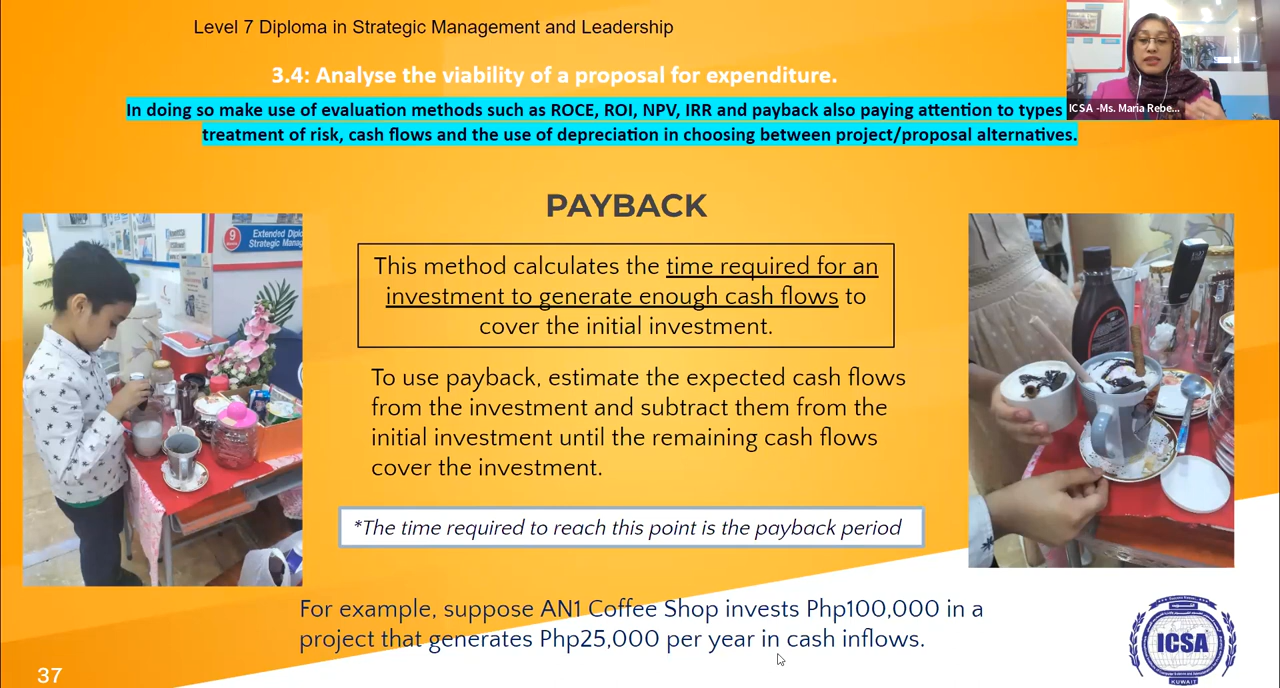 Level 7 Diploma in Strategic Management and Leadership
3.4: Analyse the viability of a proposal for expenditure.
In doing so make use of evaluation methods such as ROCE, ROI, NPV, IRR and payback also paying attention to types
treatment of risk, cash flows and the use of depreciation in choosing between project/proposal alternatives.
ICSA -Ms. Maria Rebe...
PAYBACK
9
Extended Diplo
Strategic Manag
This method calculates the time required for an
investment to generate enough cash flows to
cover the initial investment.
To use payback, estimate the expected cash flows
from the investment and subtract them from the
initial investment until the remaining cash flows
cover the investment.
*The time required to reach this point is the payback period
For example, suppose AN1 Coffee Shop invests Php100,000 in a
project that generates Php25,000 per year in cash inflows.
ICSA
KUWAIT
37